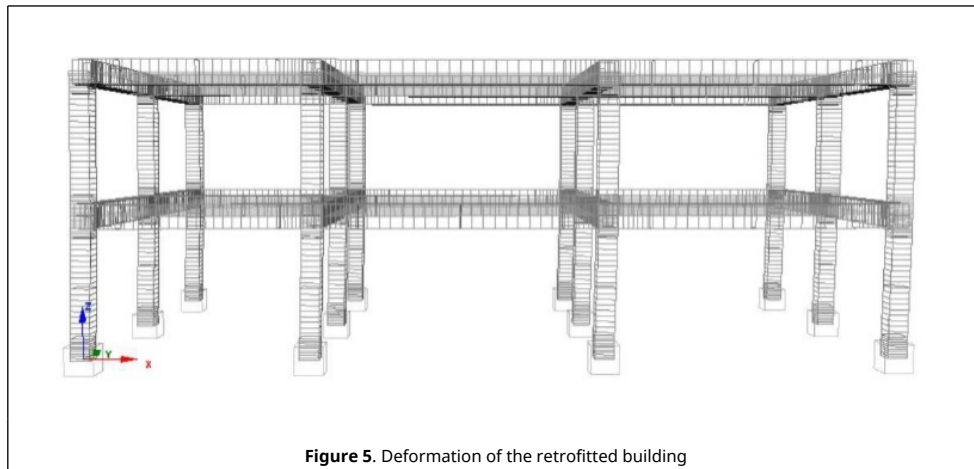 Z
Y
X
Figure 5. Deformation of the retrofitted building